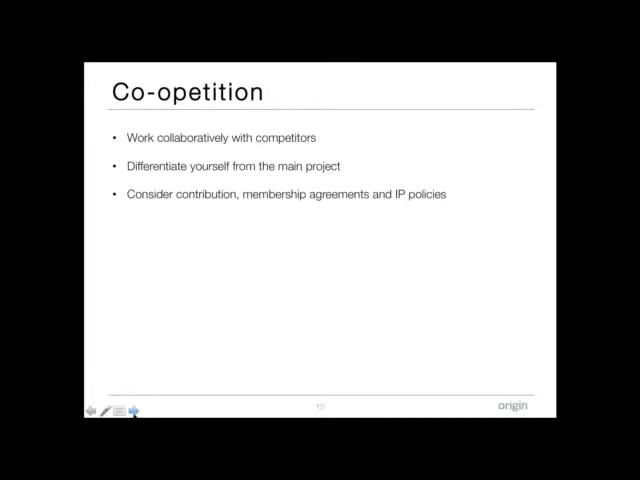 Co-opetition
• Work collaboratively with competitors
• Differentiate yourself from the main project
• Consider contribution, membership agreements and IP policies
15
origin